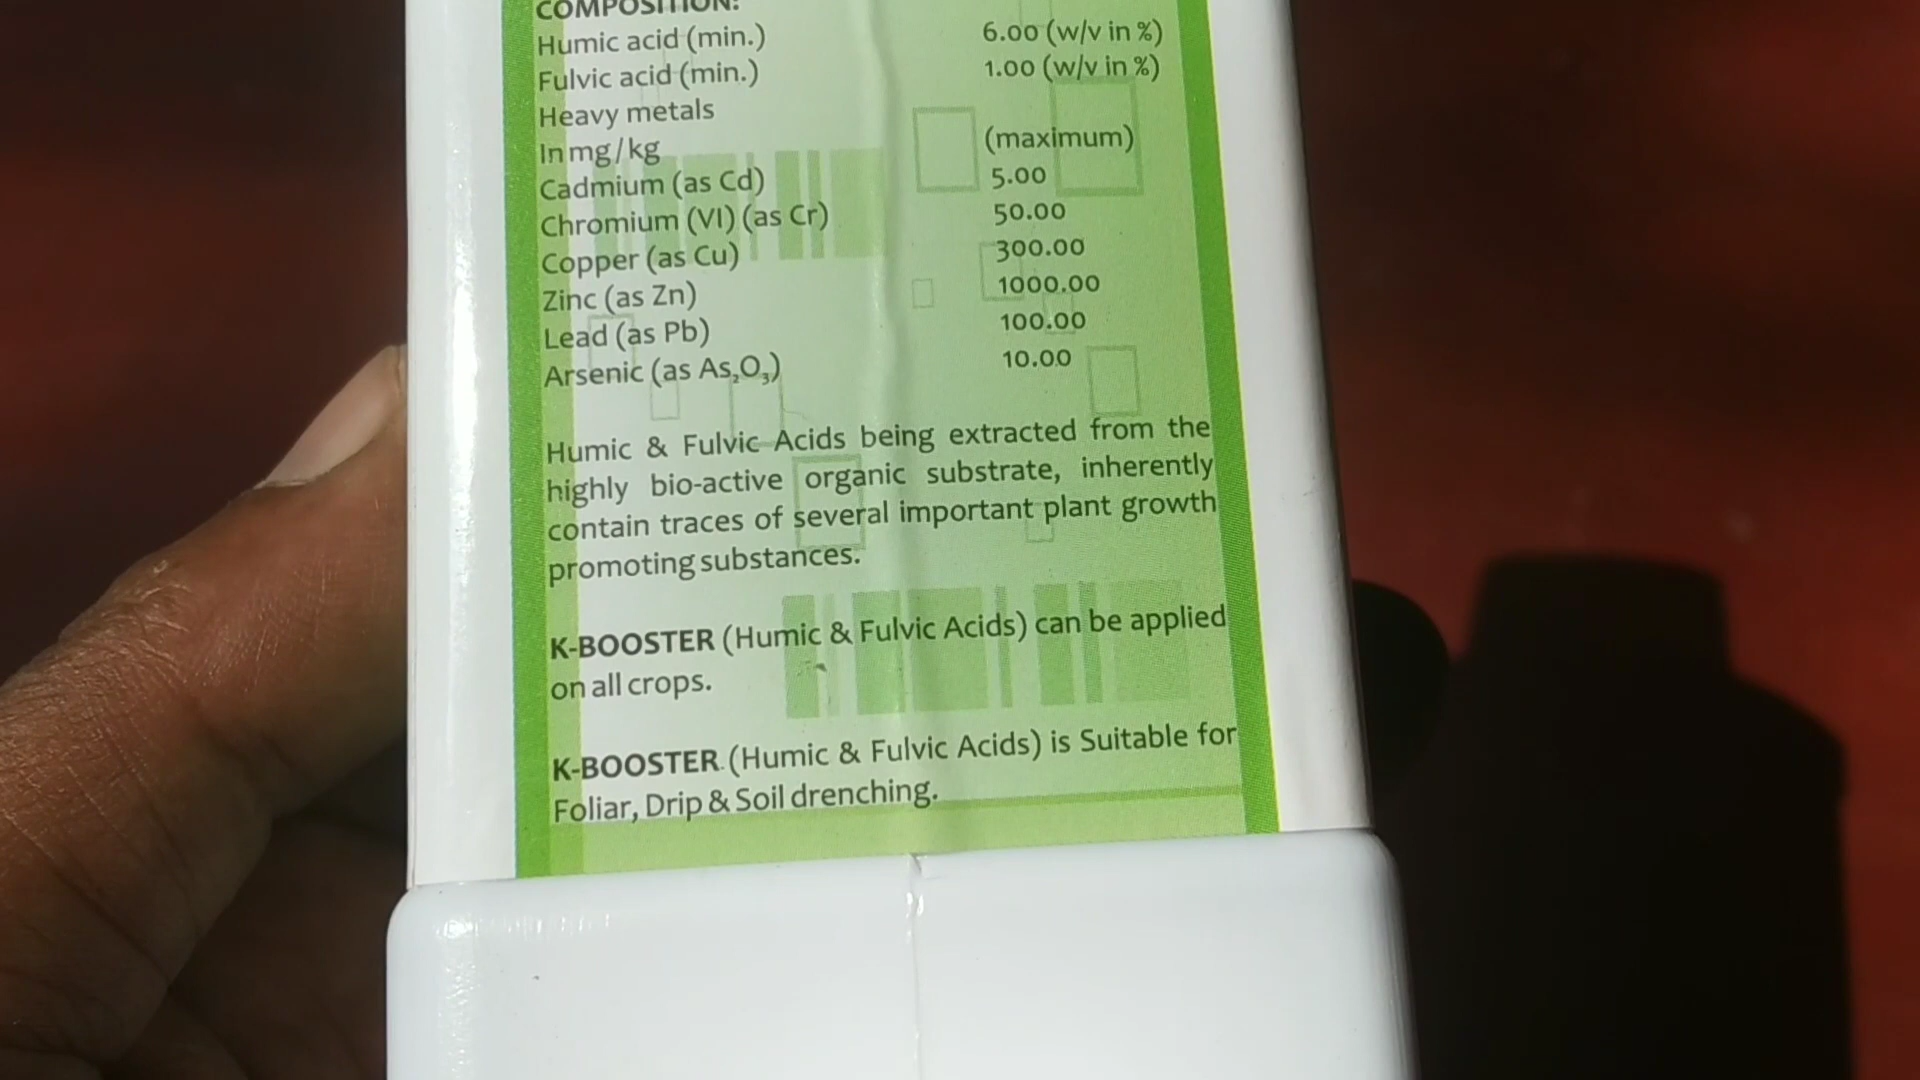 COMPOSITION:
Humic acid (min.) 6.00 (w/v in %)
Fulvic acid (min.) 1.00 (w/v in %)
Heavy metals
In mg/kg (maximum)
Cadmium (as Cd) 5.00
Chromium (VI) (as Cr) 50.00
Copper (as Cu) 300.00
Zinc (as Zn) 1000.00
Lead (as Pb) 100.00
Arsenic (as As₂O₃) 10.00
Humic & Fulvic Acids being extracted from the
highly bio-active organic substrate, inherently
contain traces of several important plant growth
promoting substances.
K-BOOSTER (Humic & Fulvic Acids) can be applied
on all crops.
K-BOOSTER (Humic & Fulvic Acids) is Suitable for
Foliar, Drip & Soil drenching.